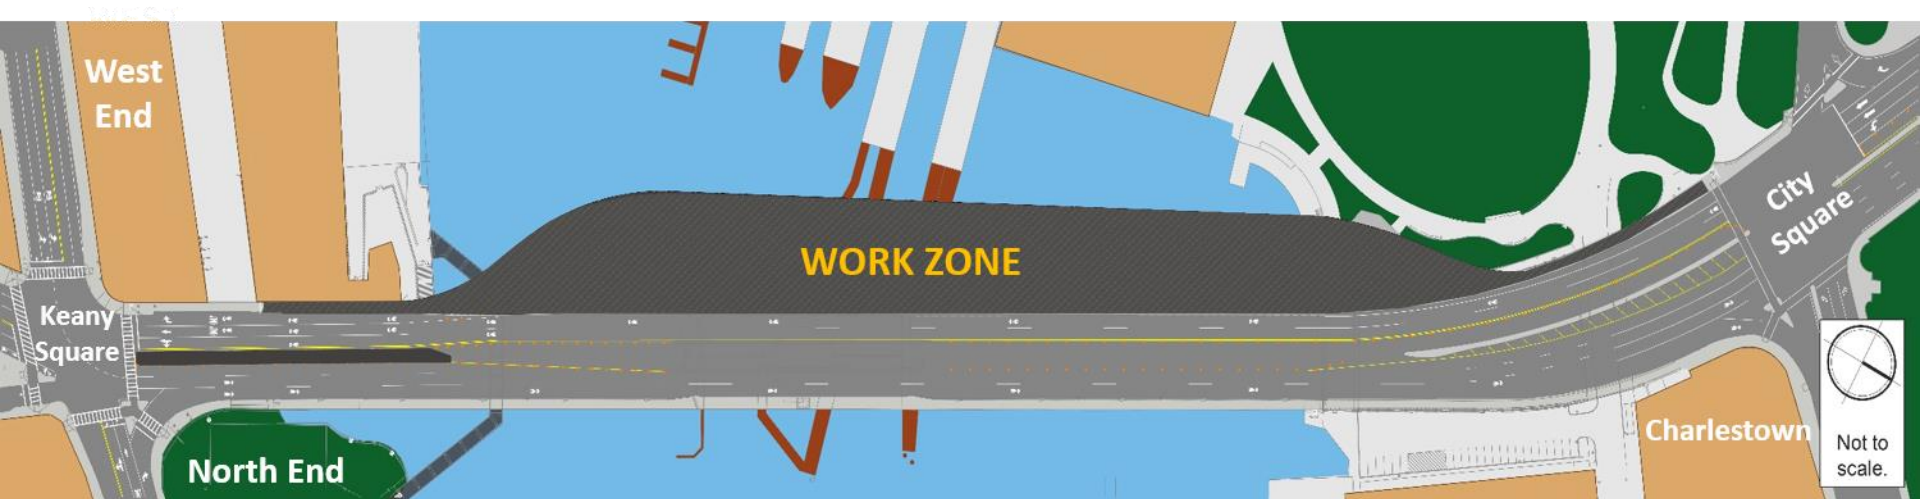 West
End
WORK ZONE
City
Square
Keany
Square
North End
Charlestown
Not to
scale.